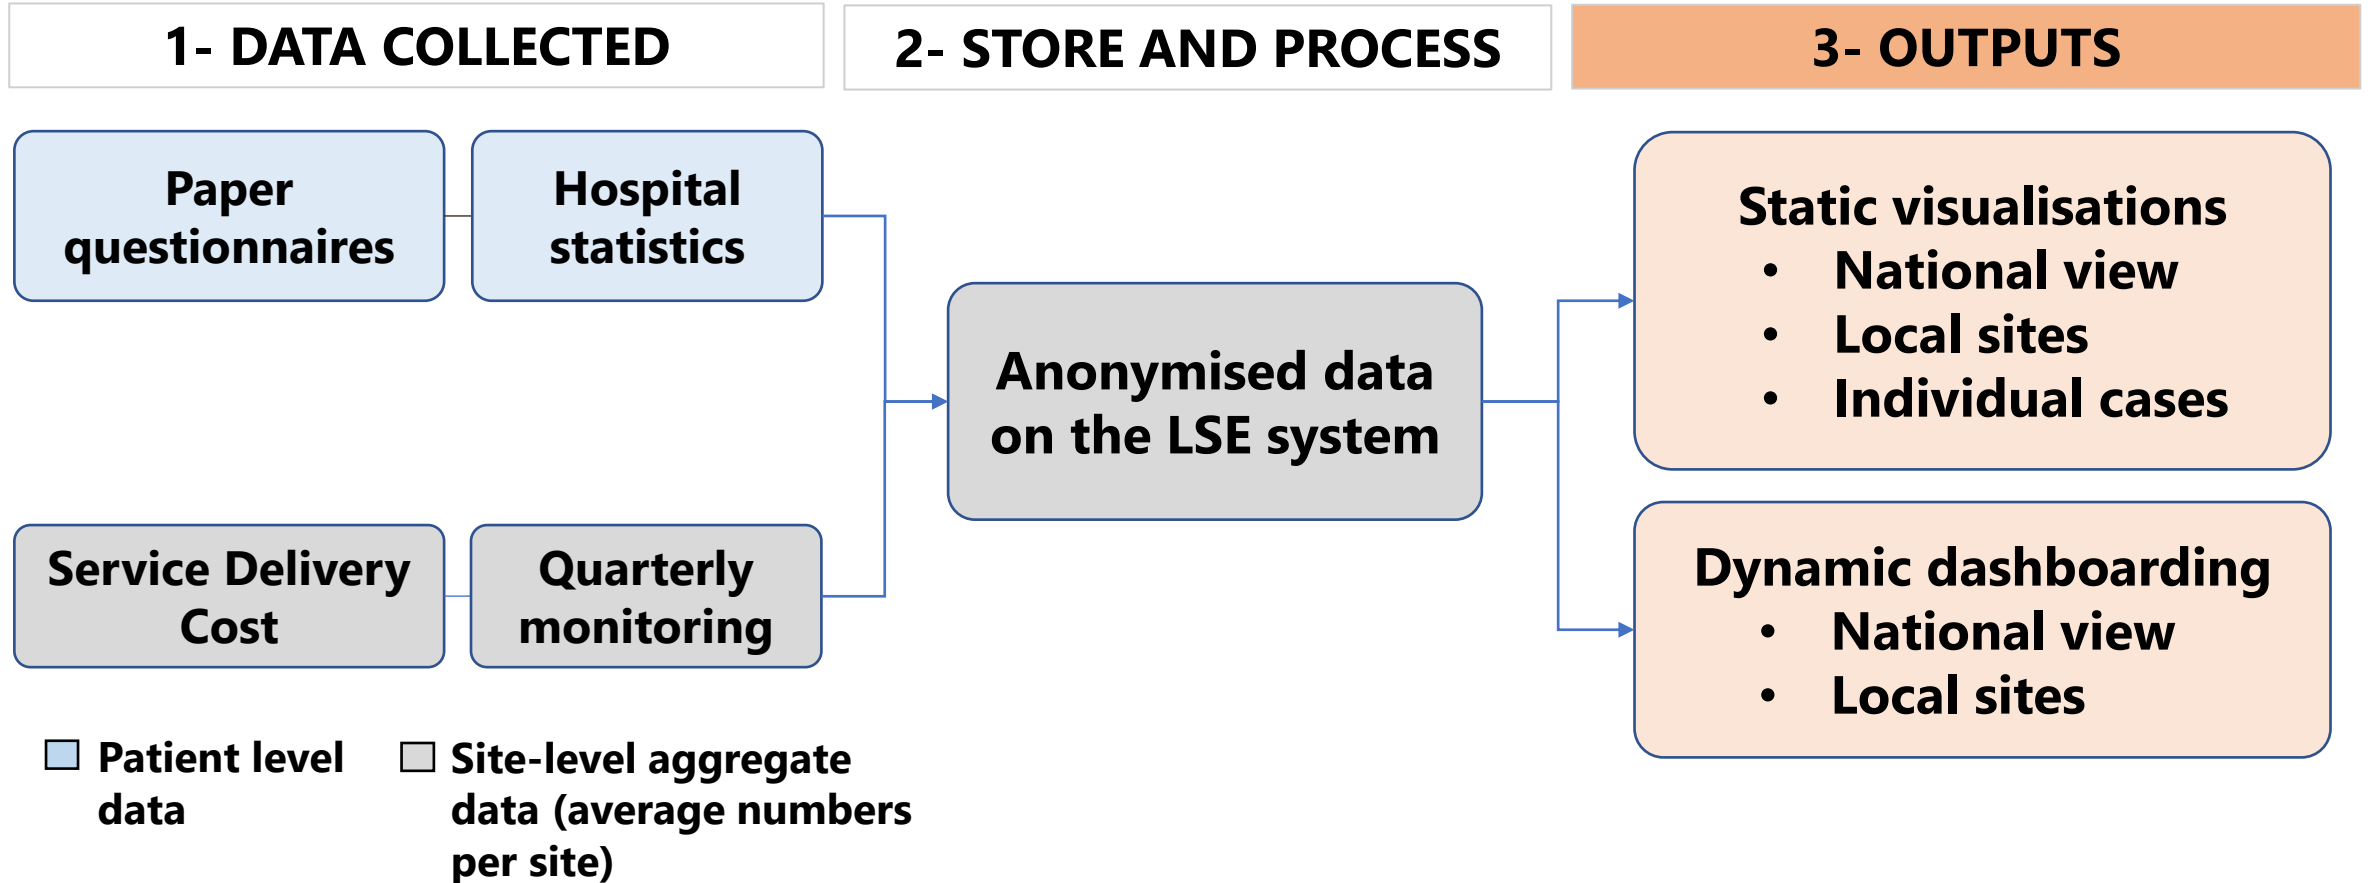 1- DATA COLLECTED
2- STORE AND PROCESS
3- OUTPUTS
Paper
questionnaires
Hospital
statistics
Service Delivery
Cost
Quarterly
monitoring
Anonymised data
on the LSE system
Static visualisations
• National view
• Local sites
• Individual cases
Dynamic dashboarding
• National view
• Local sites
Patient level
data
Site-level aggregate
data (average numbers
per site)